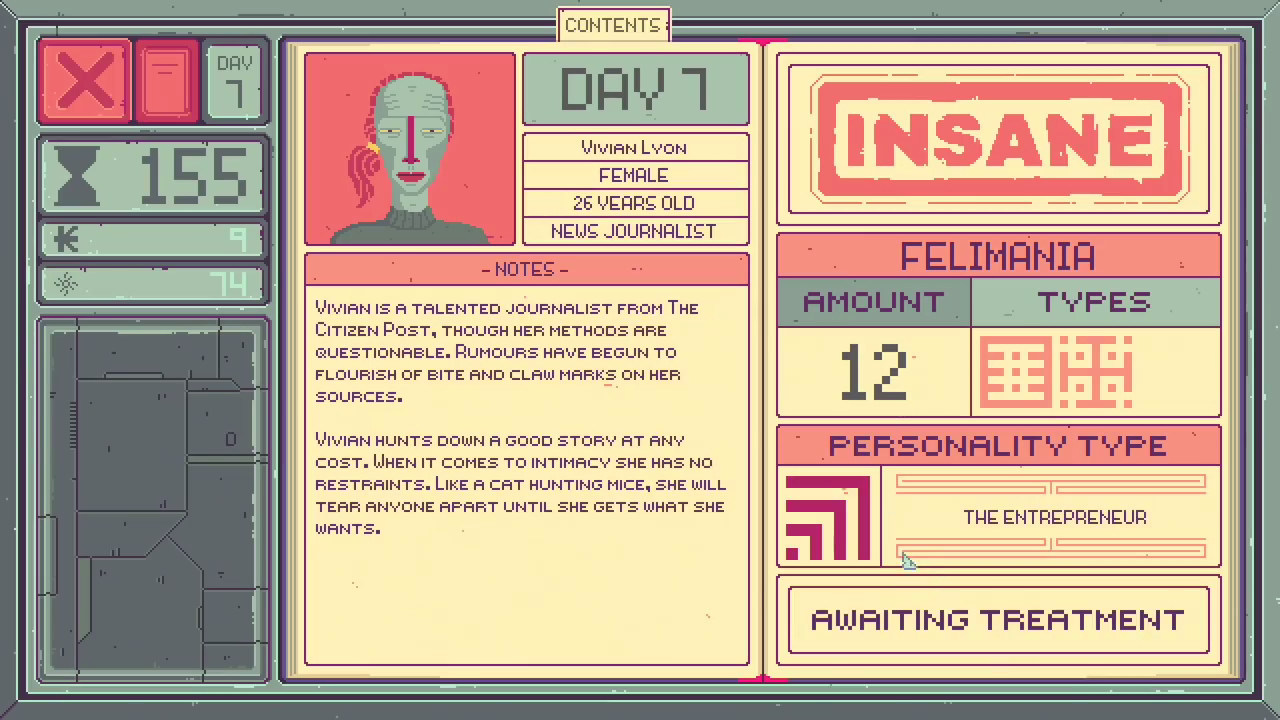 CONTENTS
DAY
7
155
9
74
DAY 7
Vivian Lyon
FEMALE
26 YEARS OLD
NEWS JOURNALIST
- NOTES -
Vivian is a talented journalist from The
Citizen Post, though her methods are
questionable. Rumours have begun to
flourish of bite and claw marks on her
sources.
Vivian hunts down a good story at any
cost. When it comes to intimacy she has no
restraints. Like a cat hunting mice, she will
tear anyone apart until she gets what she
wants.
INSANE
FELIMANIA
AMOUNT
TYPES
12
PERSONALITY TYPE
THE ENTREPRENEUR
AWAITING TREATMENT